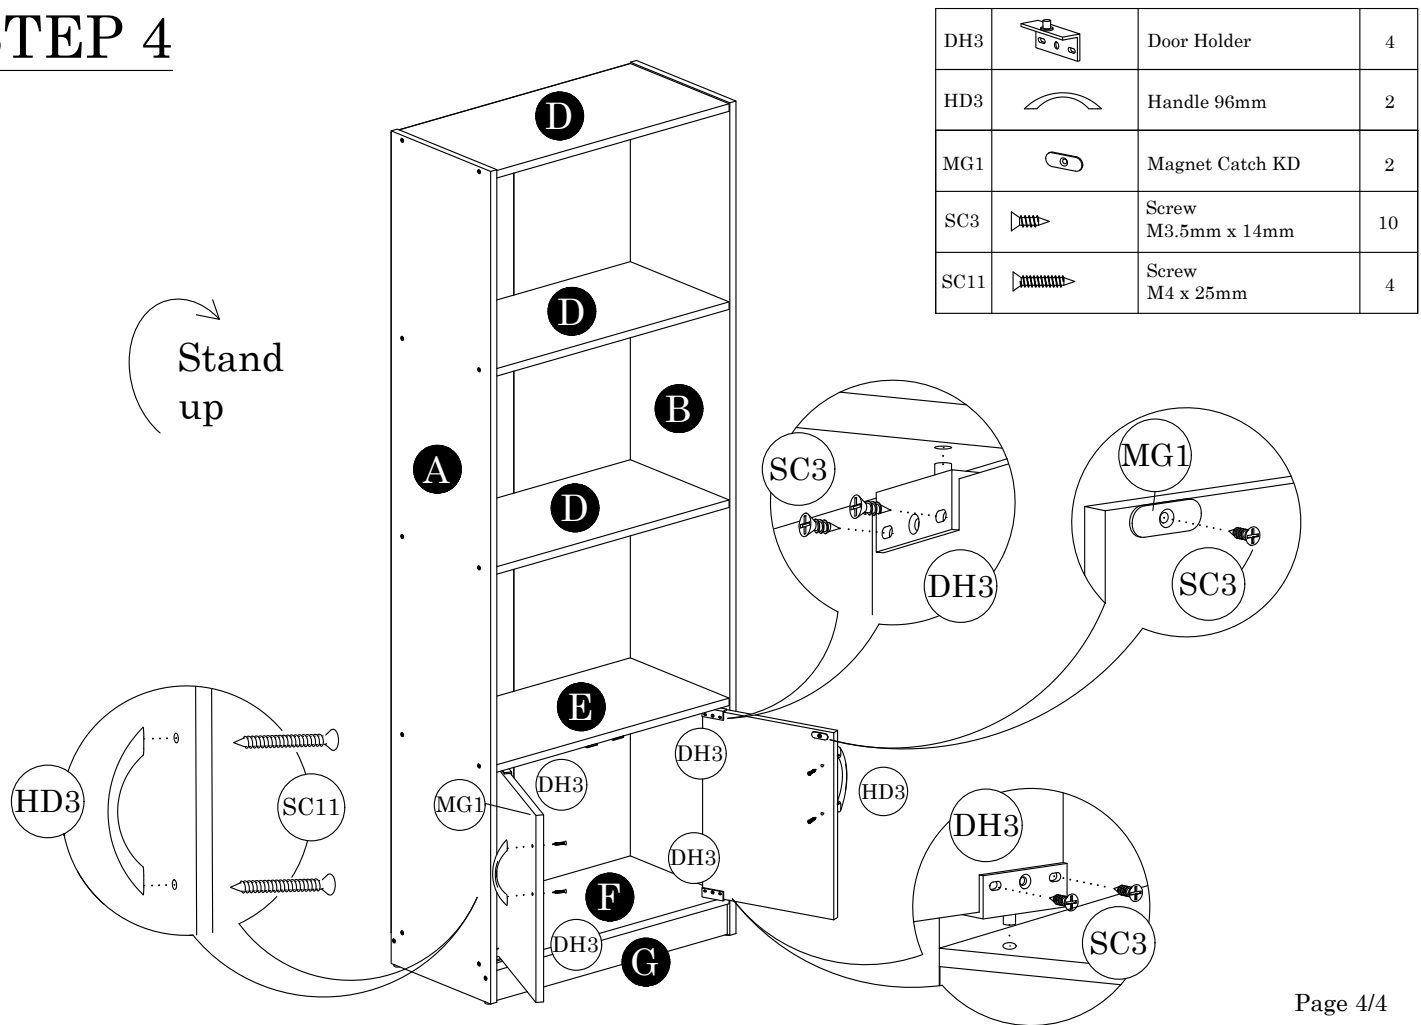 STEP 4
DH3 Door Holder 4
HD3 Handle 96mm 2
MG1 Magnet Catch KD 2
SC3 Screw
M3.5mm x 14mm 10
SC11 Screw
M4 x 25mm 4
Stand
up
D
D
B
A
D
E
F
G
SC3
DH3
MG1
SC3
DH3
DH3
MG1
HD3
DH3
DH3
HD3
SC11
DH3
SC3
Page 4/4